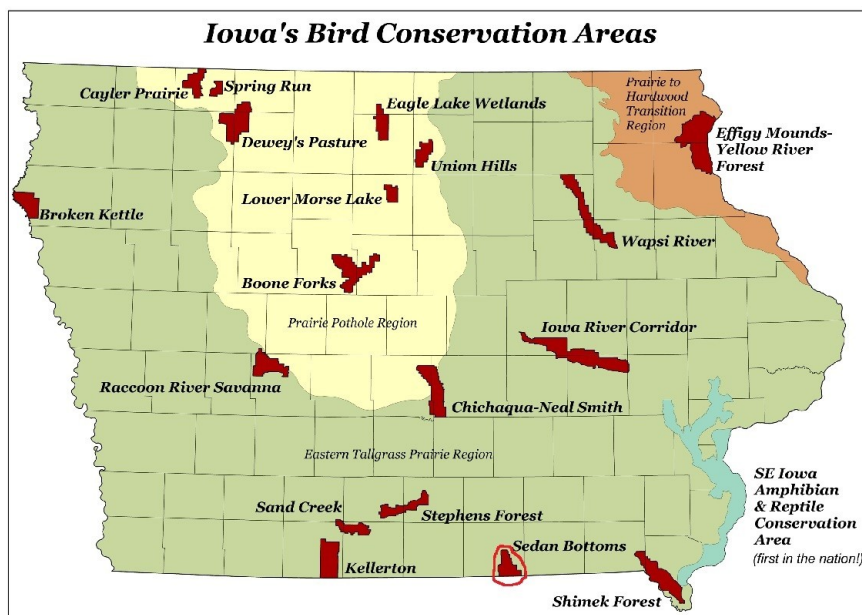 Iowa's Bird Conservation Areas
Spring Run
Cayler Prairie
Dewey's Pasture
Eagle Lake Wetlands
Union Hills
Lower Morse Lake
Prairie to
Hardwood
Transition
Region
Effigy Mounds-
Yellow River
Forest
Broken Kettle
Wapsi River
Boone Forks
Prairie Pothole Region
Iowa River Corridor
Raccoon River Savanna
Chichaqua-Neal Smith
Eastern Tallgrass Prairie Region
SE Iowa
Amphibian
& Reptile
Conservation
Area
(first in the nation!)
Sand Creek
Stephens Forest
Sedan Bottoms
Kellerton
Shimek Forest